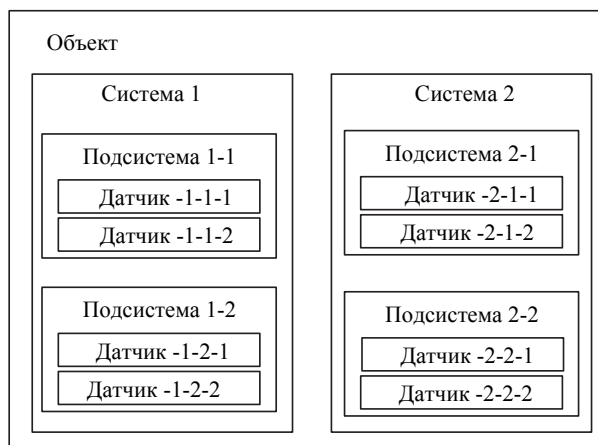 Объект
Система 1
Подсистема 1-1
Датчик -1-1-1
Датчик -1-1-2
Подсистема 1-2
Датчик -1-2-1
Датчик -1-2-2
Система 2
Подсистема 2-1
Датчик -2-1-1
Датчик -2-1-2
Подсистема 2-2
Датчик -2-2-1
Датчик -2-2-2